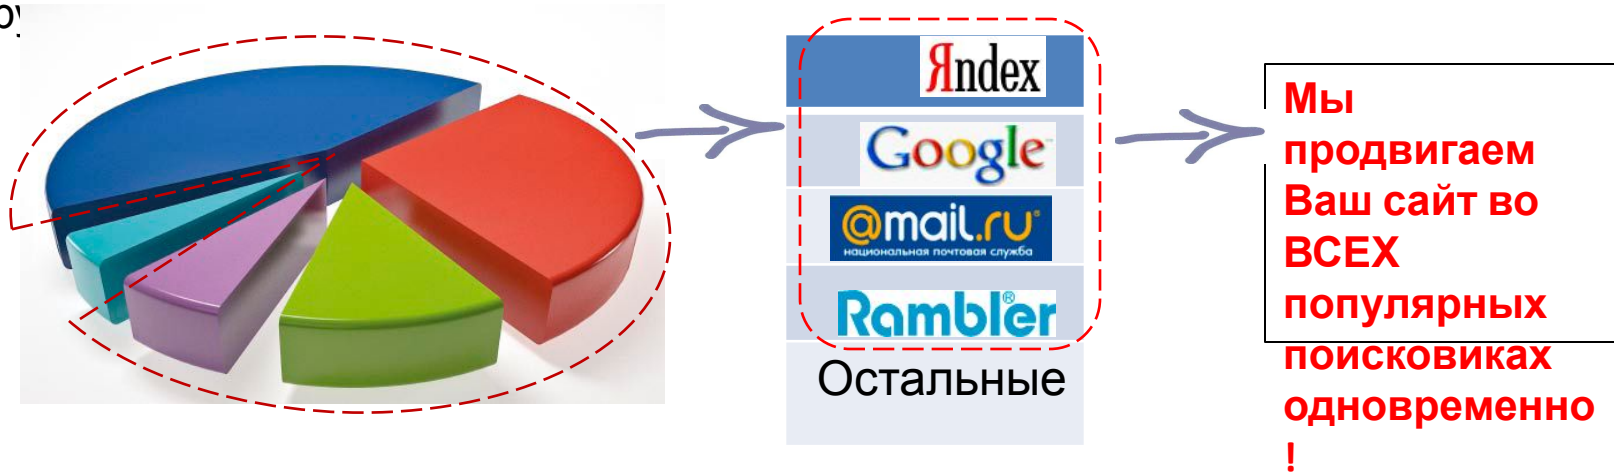 Яndex
Google
@mail.ru
национальная почтовая служба
Rambler
Остальные
Мы
продвигаем
Ваш сайт во
ВСЕХ
популярных
поисковиках
одновременно
!